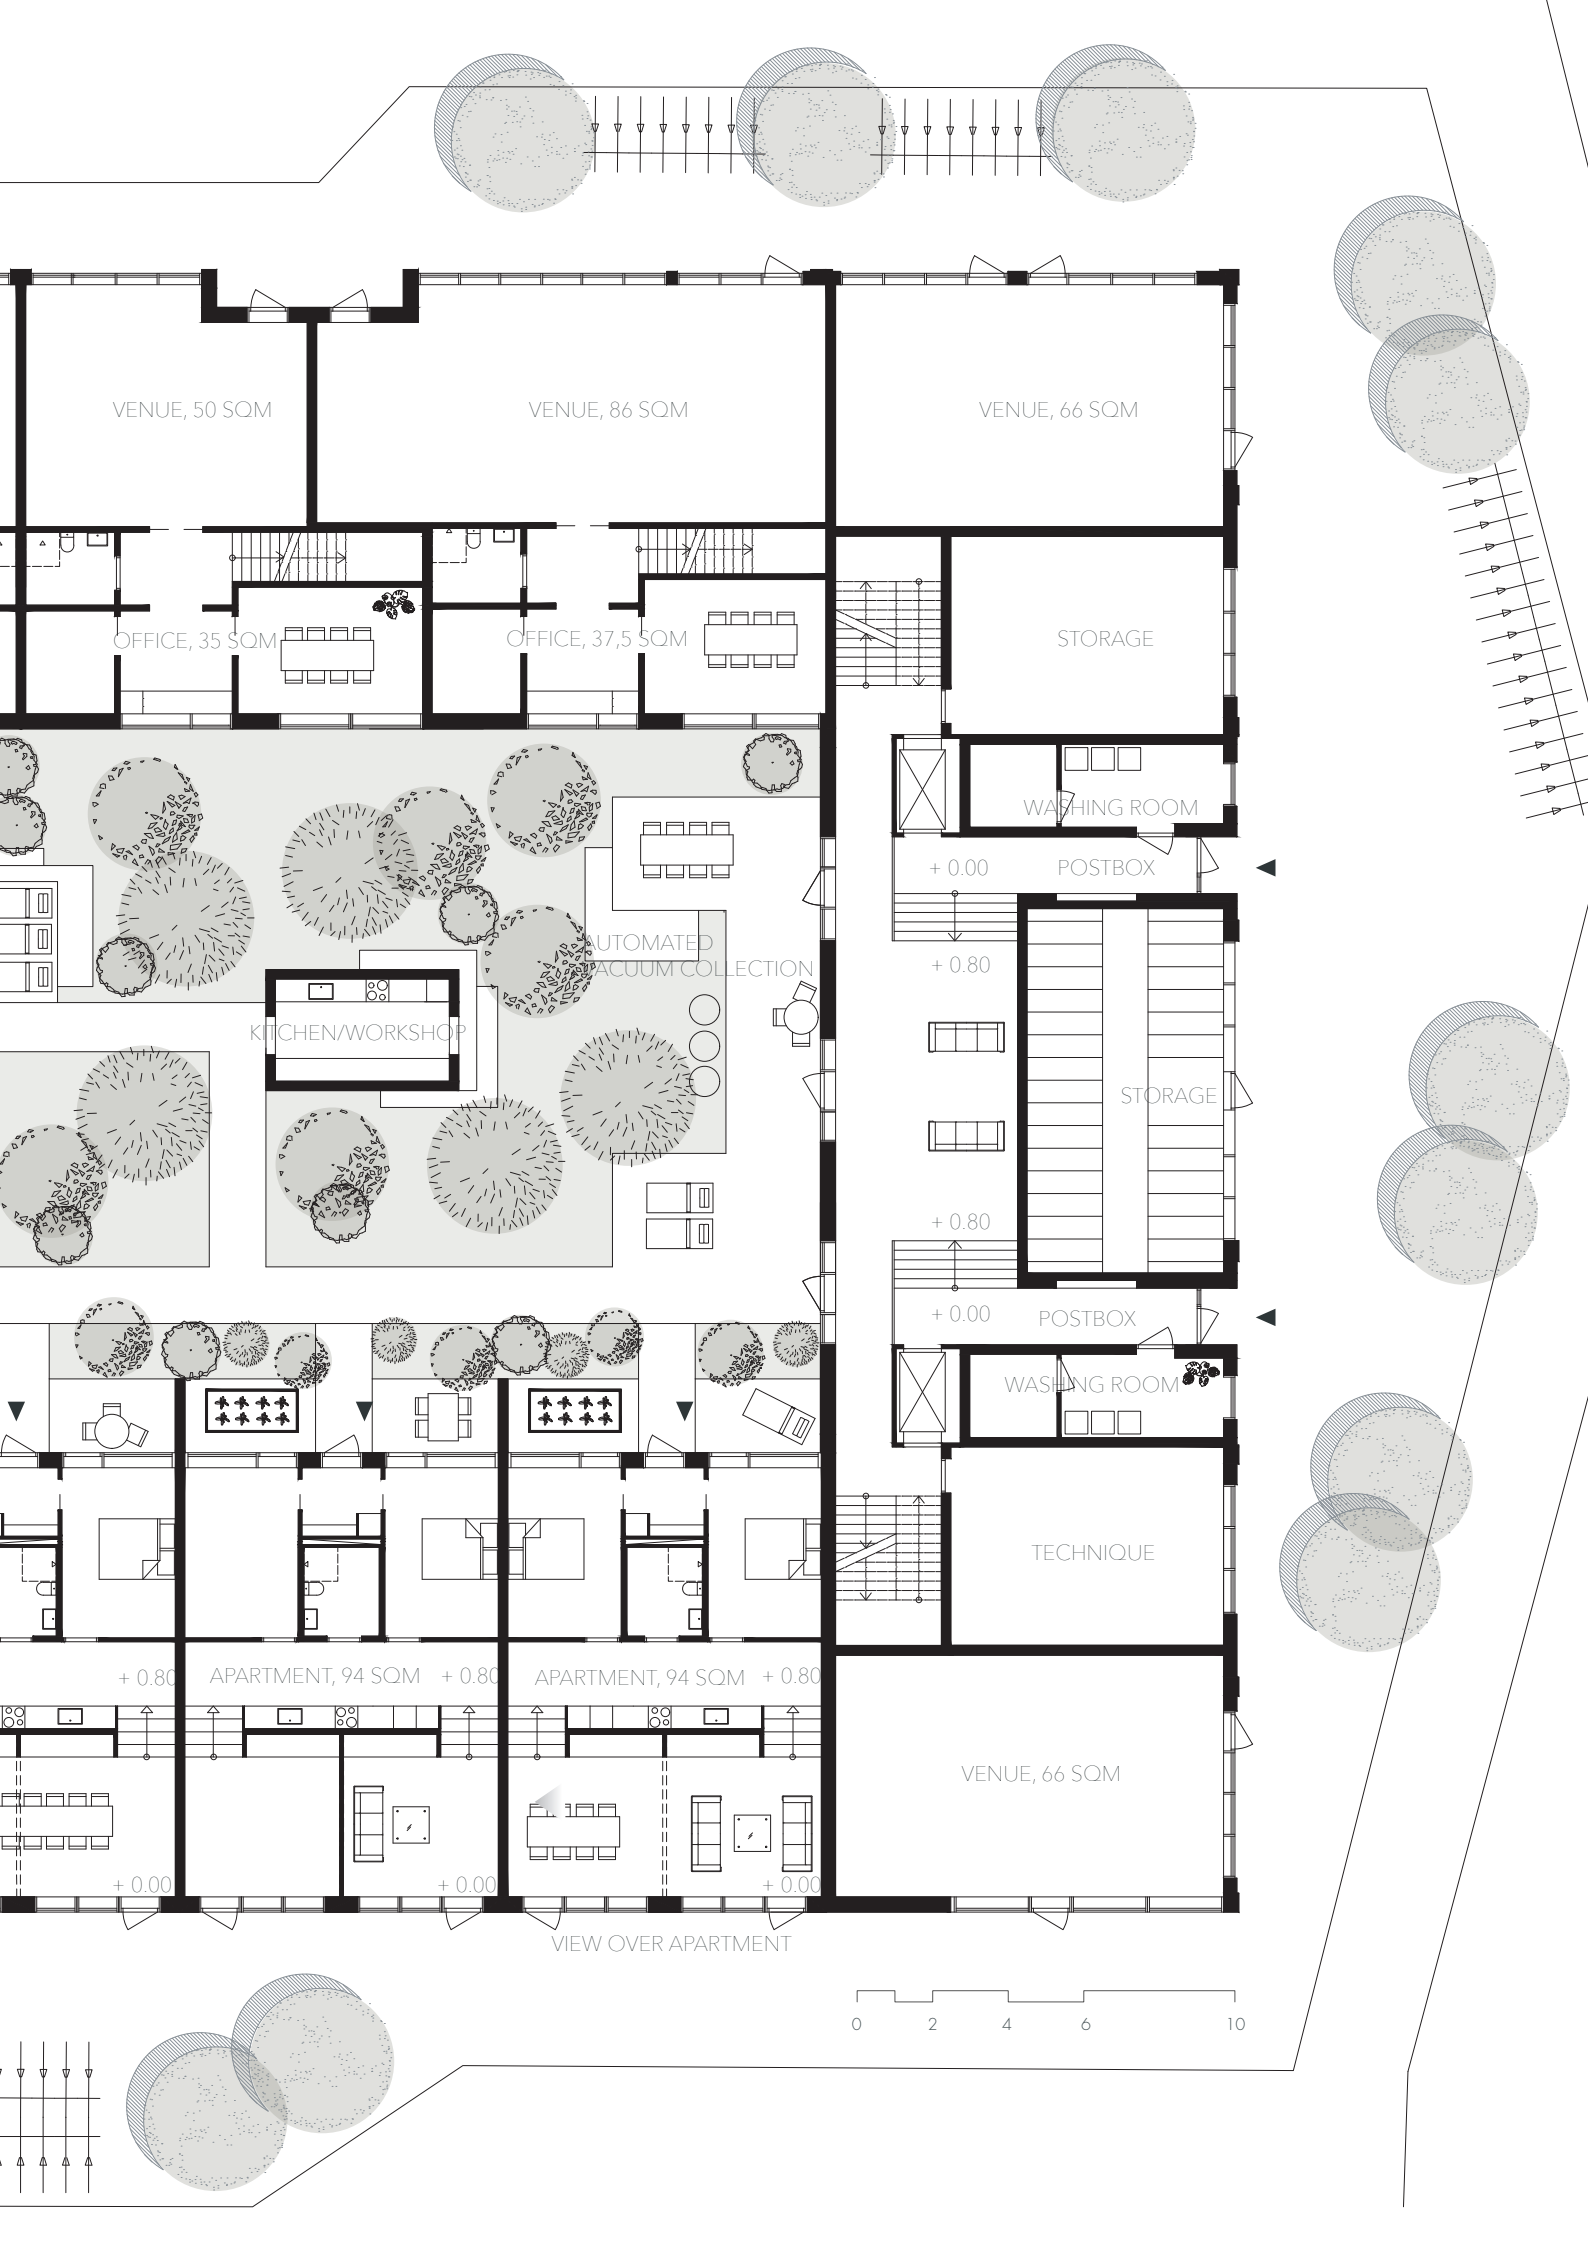 VENUE, 50 SQM
VENUE, 86 SQM
VENUE, 66 SQM
OFFICE, 35 SQM
OFFICE, 37,5 SQM
STORAGE
WASHING ROOM
+ 0.00
POSTBOX
AUTOMATED
VACUUM COLLECTION
+ 0.80
KITCHEN/WORKSHOP
STORAGE
+ 0.80
+ 0.00
POSTBOX
WASHING ROOM
TECHNIQUE
+ 0.80
APARTMENT, 94 SQM
+ 0.80
APARTMENT, 94 SQM
+ 0.80
VENUE, 66 SQM
+ 0.00
+ 0.00
+ 0.00
VIEW OVER APARTMENT
0 2 4 6 10